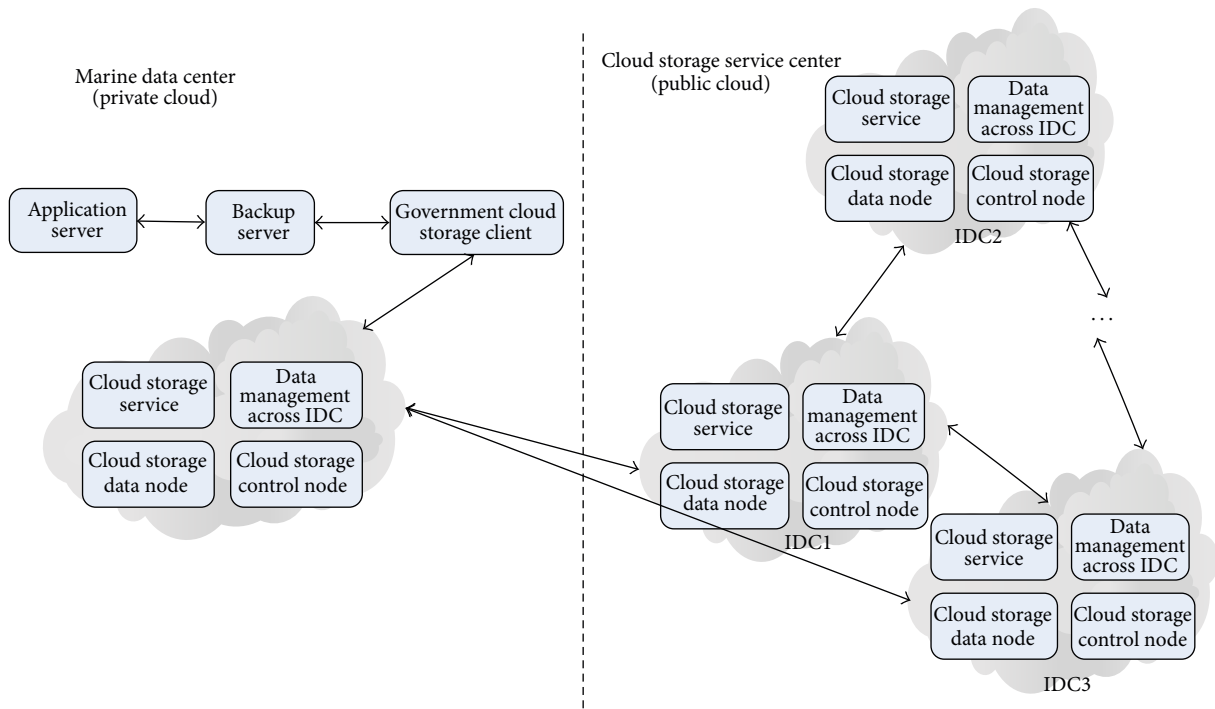 Marine data center
(private cloud)
Application
server
Backup
server
Government cloud
storage client
Cloud storage
service
Data
management
across IDC
Cloud storage
data node
Cloud storage
control node
Cloud storage service center
(public cloud)
Cloud storage
service
Data
management
across IDC
Cloud storage
data node
Cloud storage
control node
IDC2
...
Cloud storage
service
Data
management
across IDC
Cloud storage
data node
Cloud storage
control node
IDC1
Cloud storage
service
Data
management
across IDC
Cloud storage
data node
Cloud storage
control node
IDC3